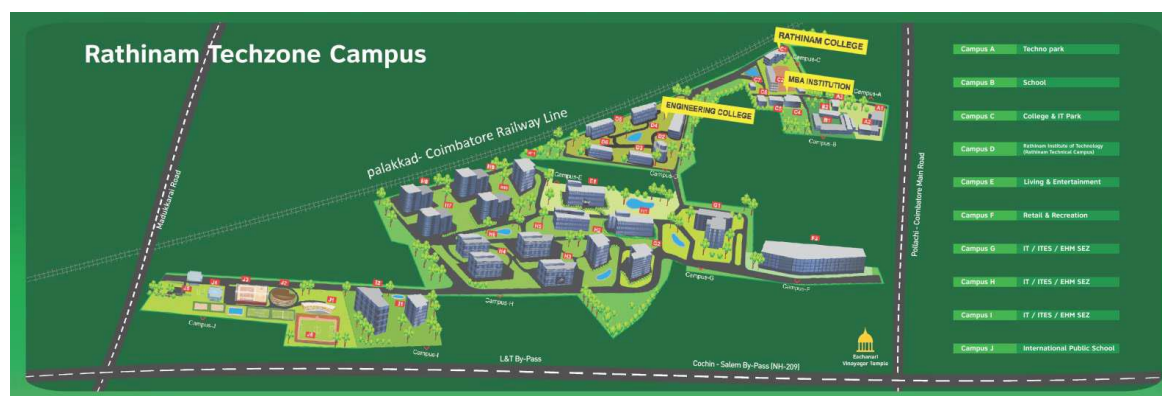 Rathinam Techzone Campus
RATHINAM COLLEGE
Campus-C
MBA INSTITUTION
Campus-A
ENGINEERING COLLEGE
Campus-B
palakkad- Coimbatore Railway Line
Madukkarai Road
Pollachi - Coimbatore Main Road
Campus-E
Campus-G
Campus-F
Campus-H
Campus-J
Campus-I
L&T By-Pass
Cochin - Salem By-Pass (NH-209)
Eachanari
Vinayagar Temple
Campus A Techno park
Campus B School
Campus C College & IT Park
Campus D Rathinam Institute of Technology
(Rathinam Technical Campus)
Campus E Living & Entertainment
Campus F Retail & Recreation
Campus G IT / ITES / EHM SEZ
Campus H IT / ITES / EHM SEZ
Campus I IT / ITES / EHM SEZ
Campus J International Public School